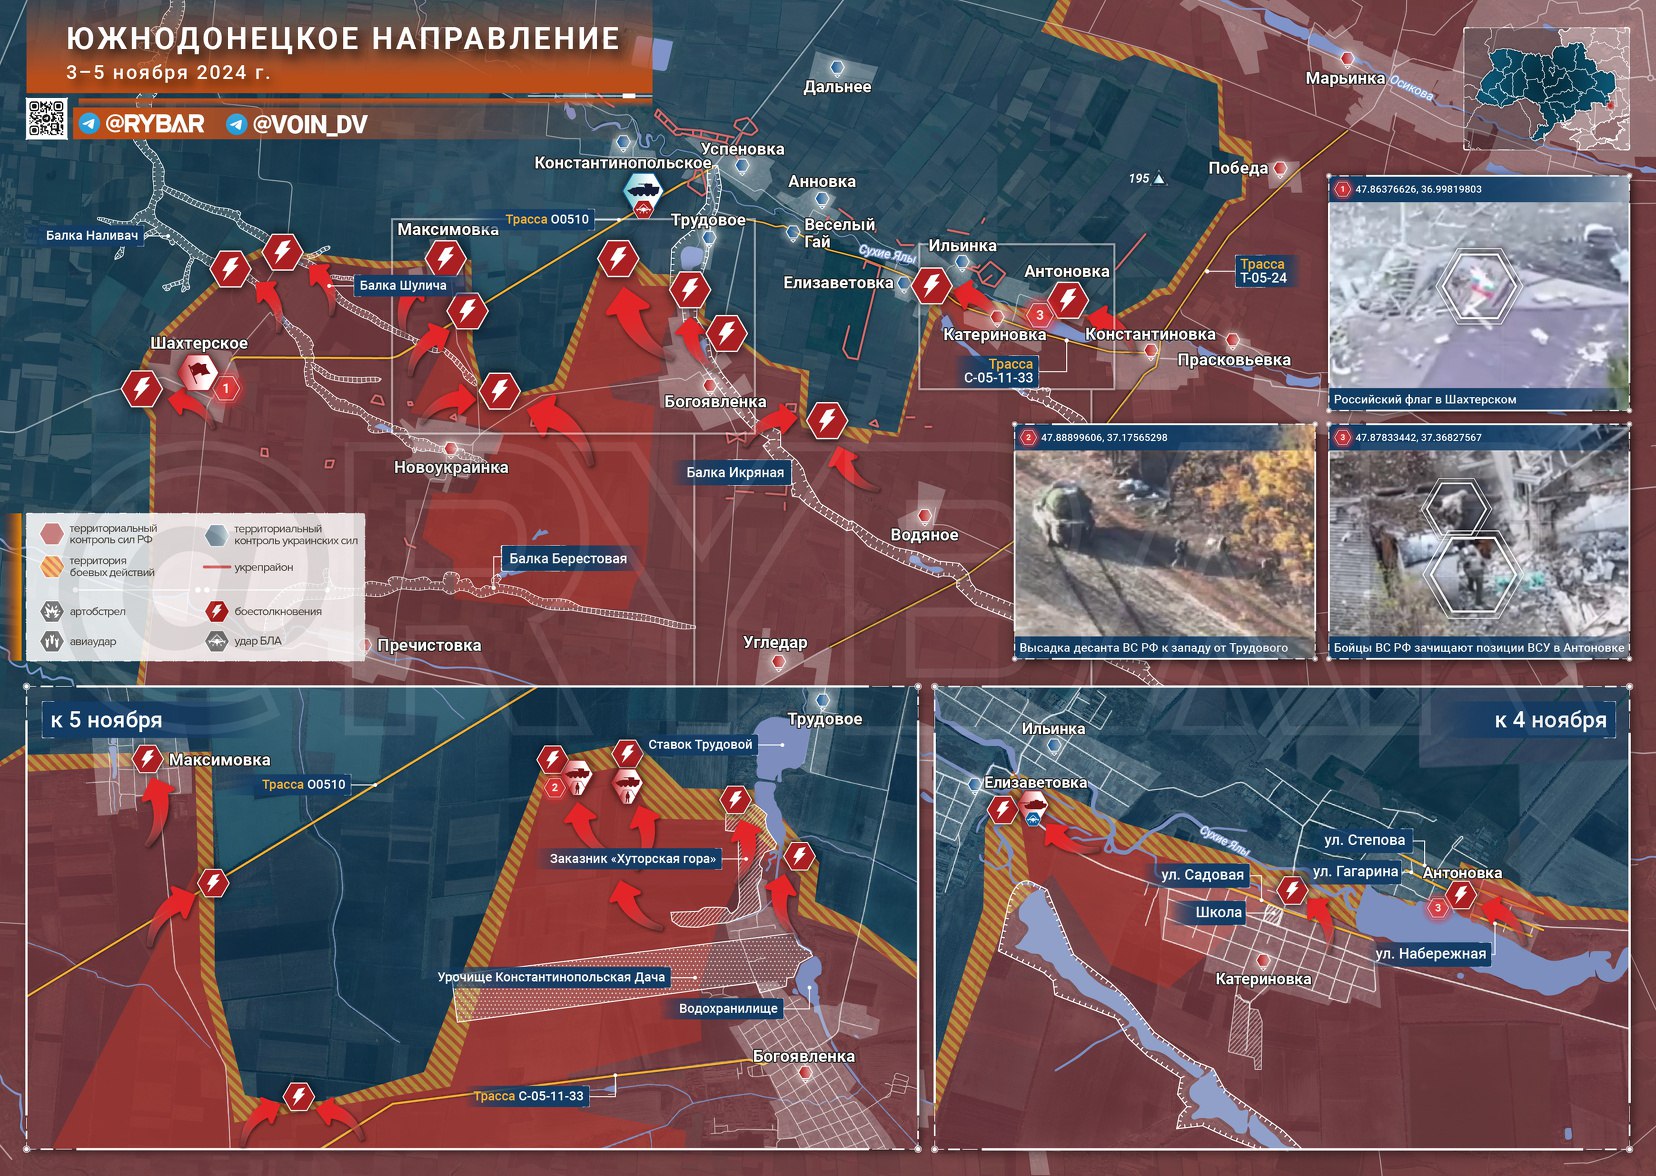 ЮЖНОДОНЕЦКОЕ НАПРАВЛЕНИЕ
3–5 ноября 2024 г.
@RYBAR
@VOIN_DV
Марьинка
Осикова
Дальнее
Успеновка
Константинопольское
Победа
195
Анновка
Трасса О0510
Трудовое
Веселый
Гай
Максимовка
Балка Наливач
Ильинка
Сухие Ялы
Трасса
Т-05-24
Антоновка
Елизаветовка
Балка Шулича
3
Катериновка
Константиновка
Шахтерское
Прасковьевка
Трасса
С-05-11-33
1
Богоявленка
Новоукраинка
Балка Икряная
Водяное
Балка Берестовая
Пречистовка
Угледар
1
47.86376626, 36.99819803
Российский флаг в Шахтерском
2
47.88899606, 37.17565298
Высадка десанта ВС РФ к западу от Трудового
3
47.87833442, 37.36827567
Бойцы ВС РФ зачищают позиции ВСУ в Антоновке
территориальный
контроль сил РФ
территориальный
контроль украинских сил
территория
боевых действий
укрепрайон
артобстрел
боестолкновения
авиаудар
удар БЛА
@RYBAR
к 5 ноября
Трудовое
Ставок Трудовой
Максимовка
Трасса О0510
2
Заказник «Хуторская гора»
Урочище Константинопольская Дача
Водохранилище
Богоявленка
Трасса С-05-11-33
к 4 ноября
Ильинка
Елизаветовка
Сухие Ялы
ул. Степова
ул. Гагарина
Антоновка
ул. Садовая
Школа
3
ул. Набережная
Катериновка